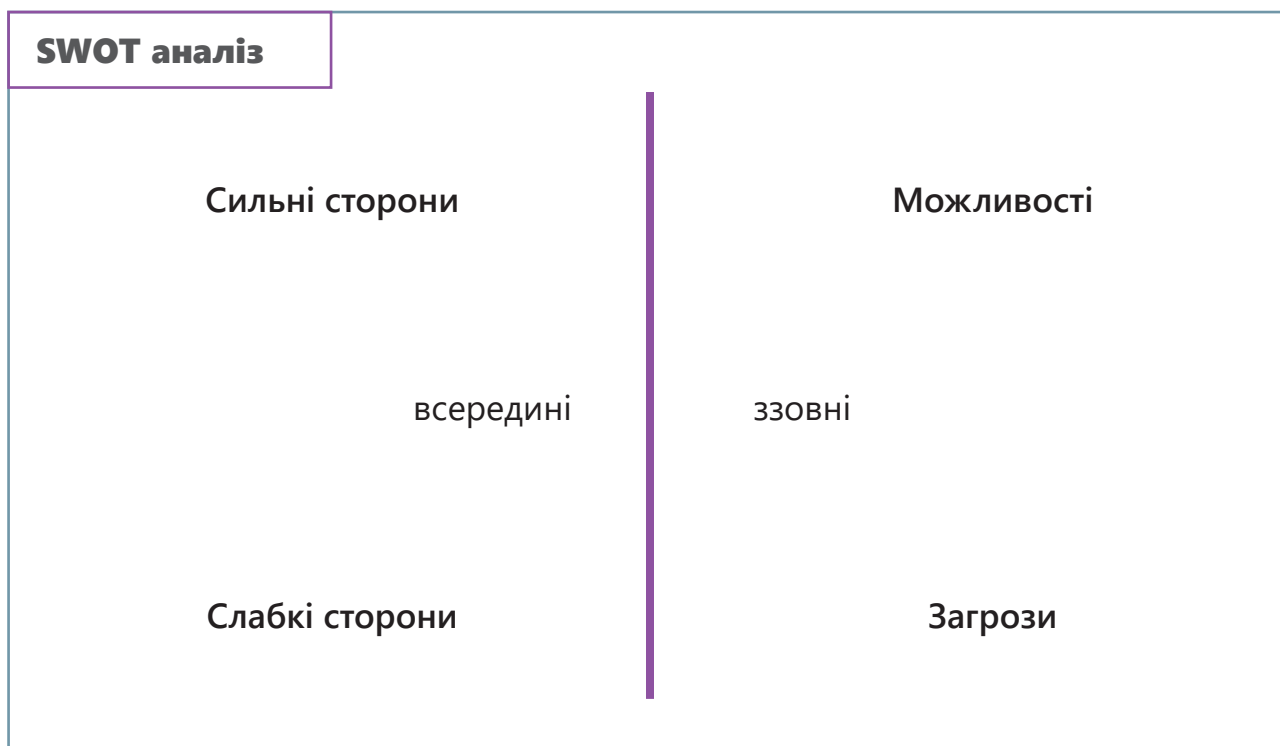 SWOT аналіз
Сильні сторони
Можливості
всередині
ззовні
Слабкі сторони
Загрози